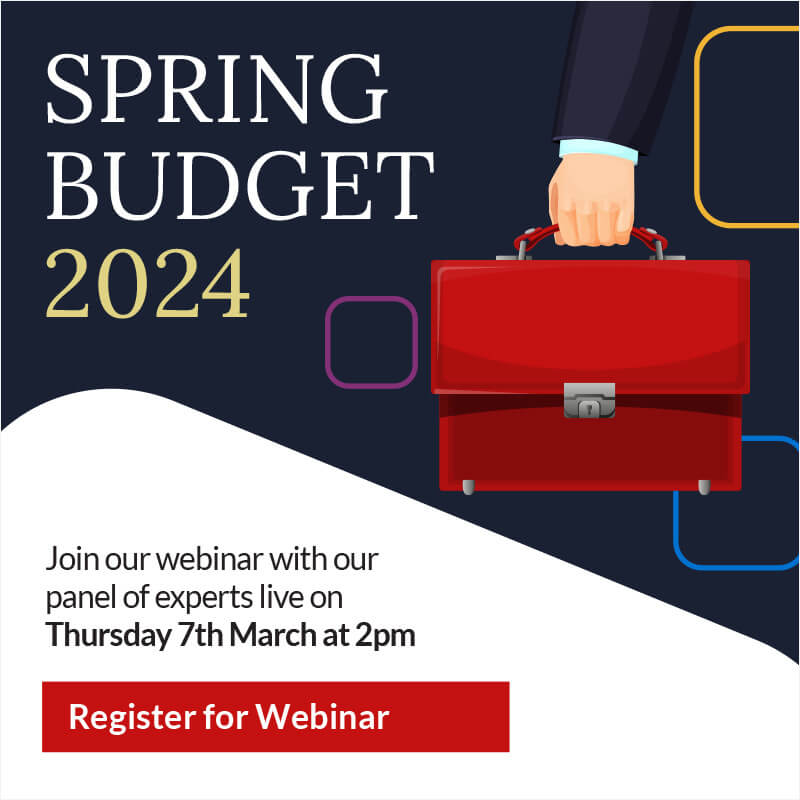 SPRING
BUDGET
2024
Join our webinar with our
panel of experts live on
Thursday 7th March at 2pm
Register for Webinar